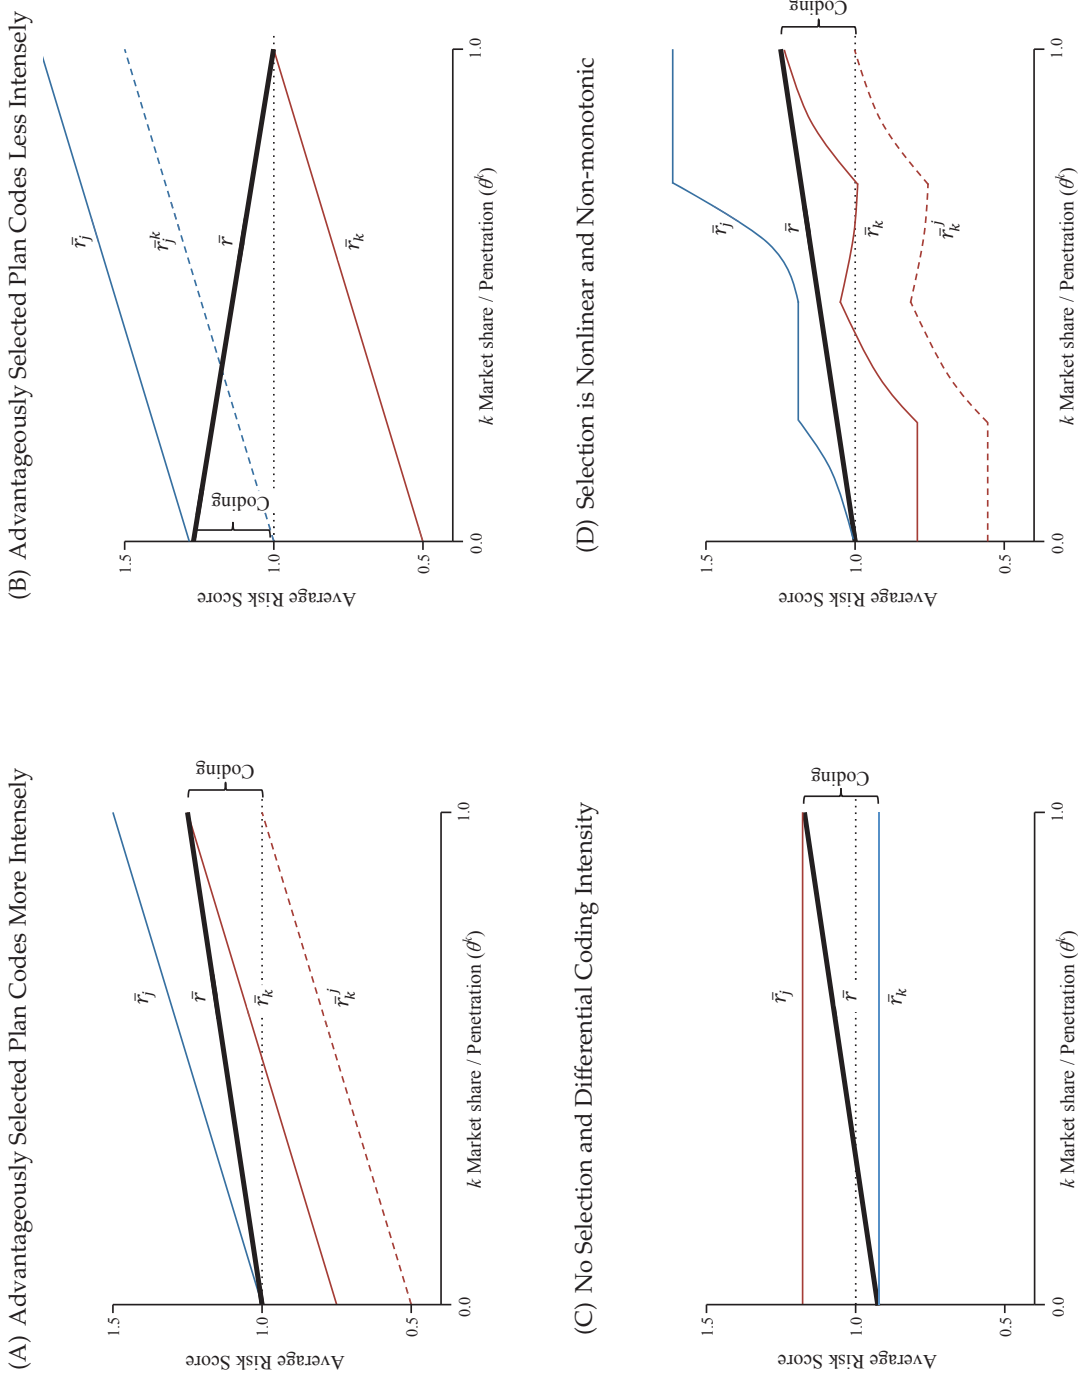 (A) Advantageously Selected Plan Codes More Intensely
Average Risk Score
1.5
1.0
0.5
r̄_j
r̄
r̄_k
r̄_k^j
Coding
0.0
1.0
k Market share / Penetration (θ^k)
(B) Advantageously Selected Plan Codes Less Intensely
Average Risk Score
1.5
1.0
0.5
r̄_j
r̄_j^k
r̄
r̄_k
Coding
0.0
1.0
k Market share / Penetration (θ^k)
(C) No Selection and Differential Coding Intensity
Average Risk Score
1.5
1.0
0.5
r̄_j
r̄
r̄_k
Coding
0.0
1.0
k Market share / Penetration (θ^k)
(D) Selection is Nonlinear and Non-monotonic
Average Risk Score
1.5
1.0
0.5
r̄_j
r̄
r̄_k
r̄_k^j
Coding
0.0
1.0
k Market share / Penetration (θ^k)